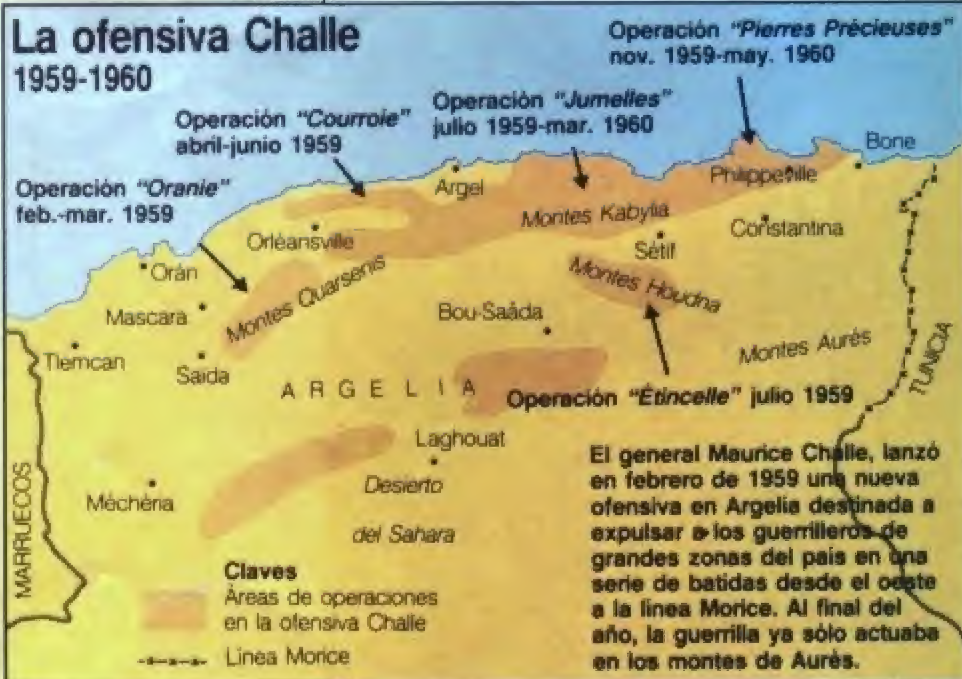 La ofensiva Challe
1959-1960
Operación "Pierres Précieuses"
nov. 1959-may. 1960
Operación "Jumelles"
julio 1959-mar. 1960
Operación "Courroie"
abril-junio 1959
Operación "Oranie"
feb.-mar. 1959
Bone
Argel
Philippeville
Montes Kabylia
Constantina
Orléansville
Sétif
Orán
Montes Quarsenis
Montes Houdna
Mascara
Bou-Saâda
Tlemcan
Saida
Montes Aurés
TUNICIA
ARGELIA
Operación "Étincelle" julio 1959
Laghouat
Méchéria
Desierto
del Sahara
MARRUECOS
El general Maurice Challe, lanzó
en febrero de 1959 una nueva
ofensiva en Argelia destinada a
expulsar a los guerrilleros de
grandes zonas del país en una
serie de batidas desde el oeste
a la línea Morice. Al final del
año, la guerrilla ya sólo actuaba
en los montes de Aurés.
Claves
Àreas de operaciones
en la ofensiva Challe
Linea Morice